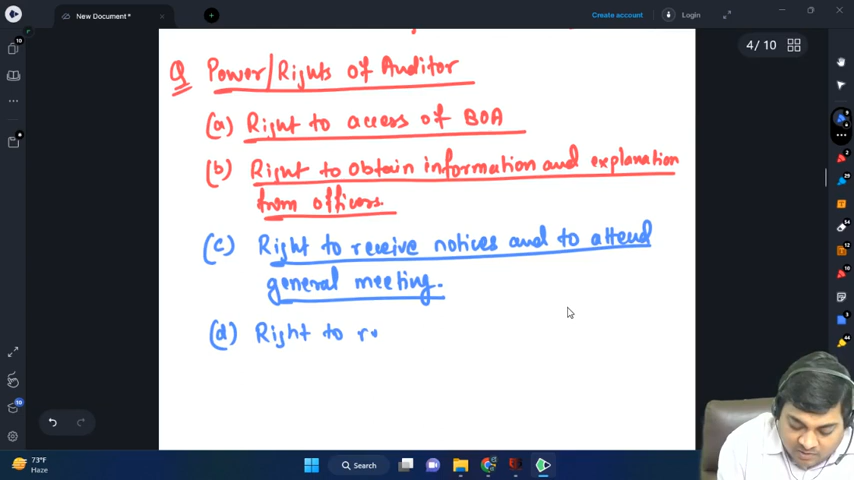 New Document*
Create account
Login
4/10
Q Power/Rights of Auditor
(a) Right to access of BOA
(b) Right to obtain information and explanation
from officers.
(c) Right to receive notices and to attend
general meeting.
(d) Right to r
73°F
Haze
Search